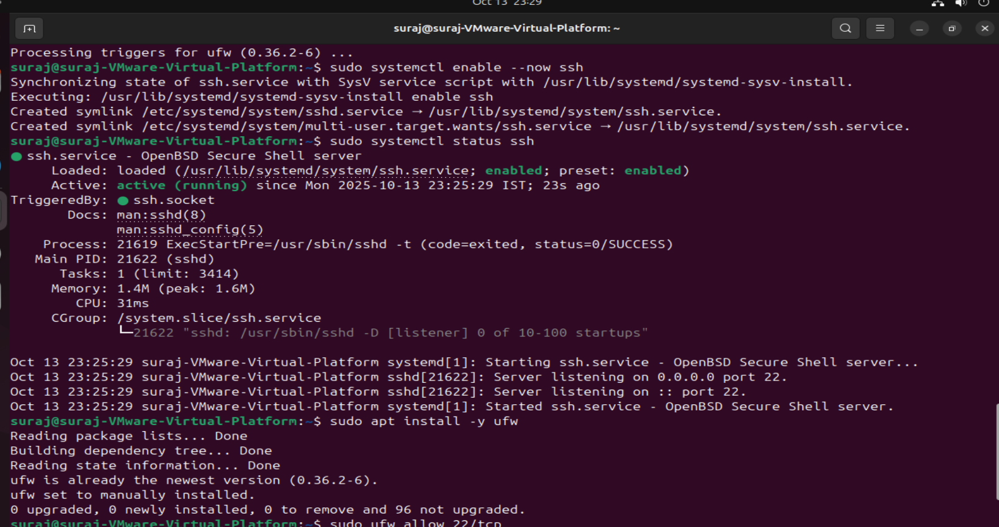 Oct 13 23:29
suraj@suraj-VMware-Virtual-Platform: ~
Processing triggers for ufw (0.36.2-6) ...
suraj@suraj-VMware-Virtual-Platform:~$ sudo systemctl enable --now ssh
Synchronizing state of ssh.service with SysV service script with /usr/lib/systemd/systemd-sysv-install.
Executing: /usr/lib/systemd/systemd-sysv-install enable ssh
Created symlink /etc/systemd/system/sshd.service → /usr/lib/systemd/system/ssh.service.
Created symlink /etc/systemd/system/multi-user.target.wants/ssh.service → /usr/lib/systemd/system/ssh.service.
suraj@suraj-VMware-Virtual-Platform:~$ sudo systemctl status ssh
● ssh.service - OpenBSD Secure Shell server
Loaded: loaded (/usr/lib/systemd/system/ssh.service; enabled; preset: enabled)
Active: active (running) since Mon 2025-10-13 23:25:29 IST; 23s ago
TriggeredBy: ● ssh.socket
Docs: man:sshd(8)
man:sshd_config(5)
Process: 21619 ExecStartPre=/usr/sbin/sshd -t (code=exited, status=0/SUCCESS)
Main PID: 21622 (sshd)
Tasks: 1 (limit: 3414)
Memory: 1.4M (peak: 1.6M)
CPU: 31ms
CGroup: /system.slice/ssh.service
└─21622 "sshd: /usr/sbin/sshd -D [listener] 0 of 10-100 startups"
Oct 13 23:25:29 suraj-VMware-Virtual-Platform systemd[1]: Starting ssh.service - OpenBSD Secure Shell server...
Oct 13 23:25:29 suraj-VMware-Virtual-Platform sshd[21622]: Server listening on 0.0.0.0 port 22.
Oct 13 23:25:29 suraj-VMware-Virtual-Platform sshd[21622]: Server listening on :: port 22.
Oct 13 23:25:29 suraj-VMware-Virtual-Platform systemd[1]: Started ssh.service - OpenBSD Secure Shell server.
suraj@suraj-VMware-Virtual-Platform:~$ sudo apt install -y ufw
Reading package lists... Done
Building dependency tree... Done
Reading state information... Done
ufw is already the newest version (0.36.2-6).
ufw set to manually installed.
0 upgraded, 0 newly installed, 0 to remove and 96 not upgraded.
suraj@suraj-VMware-Virtual-Platform:~$ sudo ufw allow 22/tcp